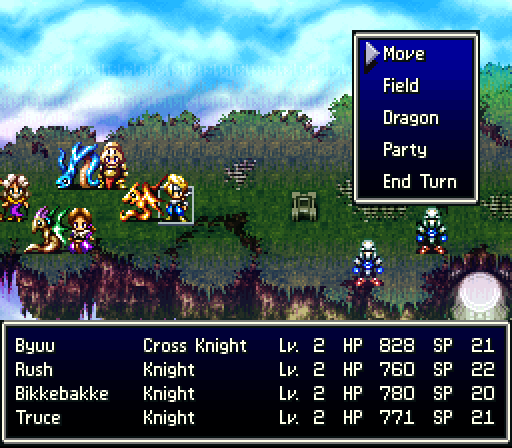 Move
Field
Dragon
Party
End Turn
Byuu Cross Knight Lv. 2 HP 828 SP 21
Rush Knight Lv. 2 HP 760 SP 22
Bikkebakke Knight Lv. 2 HP 780 SP 20
Truce Knight Lv. 2 HP 771 SP 21